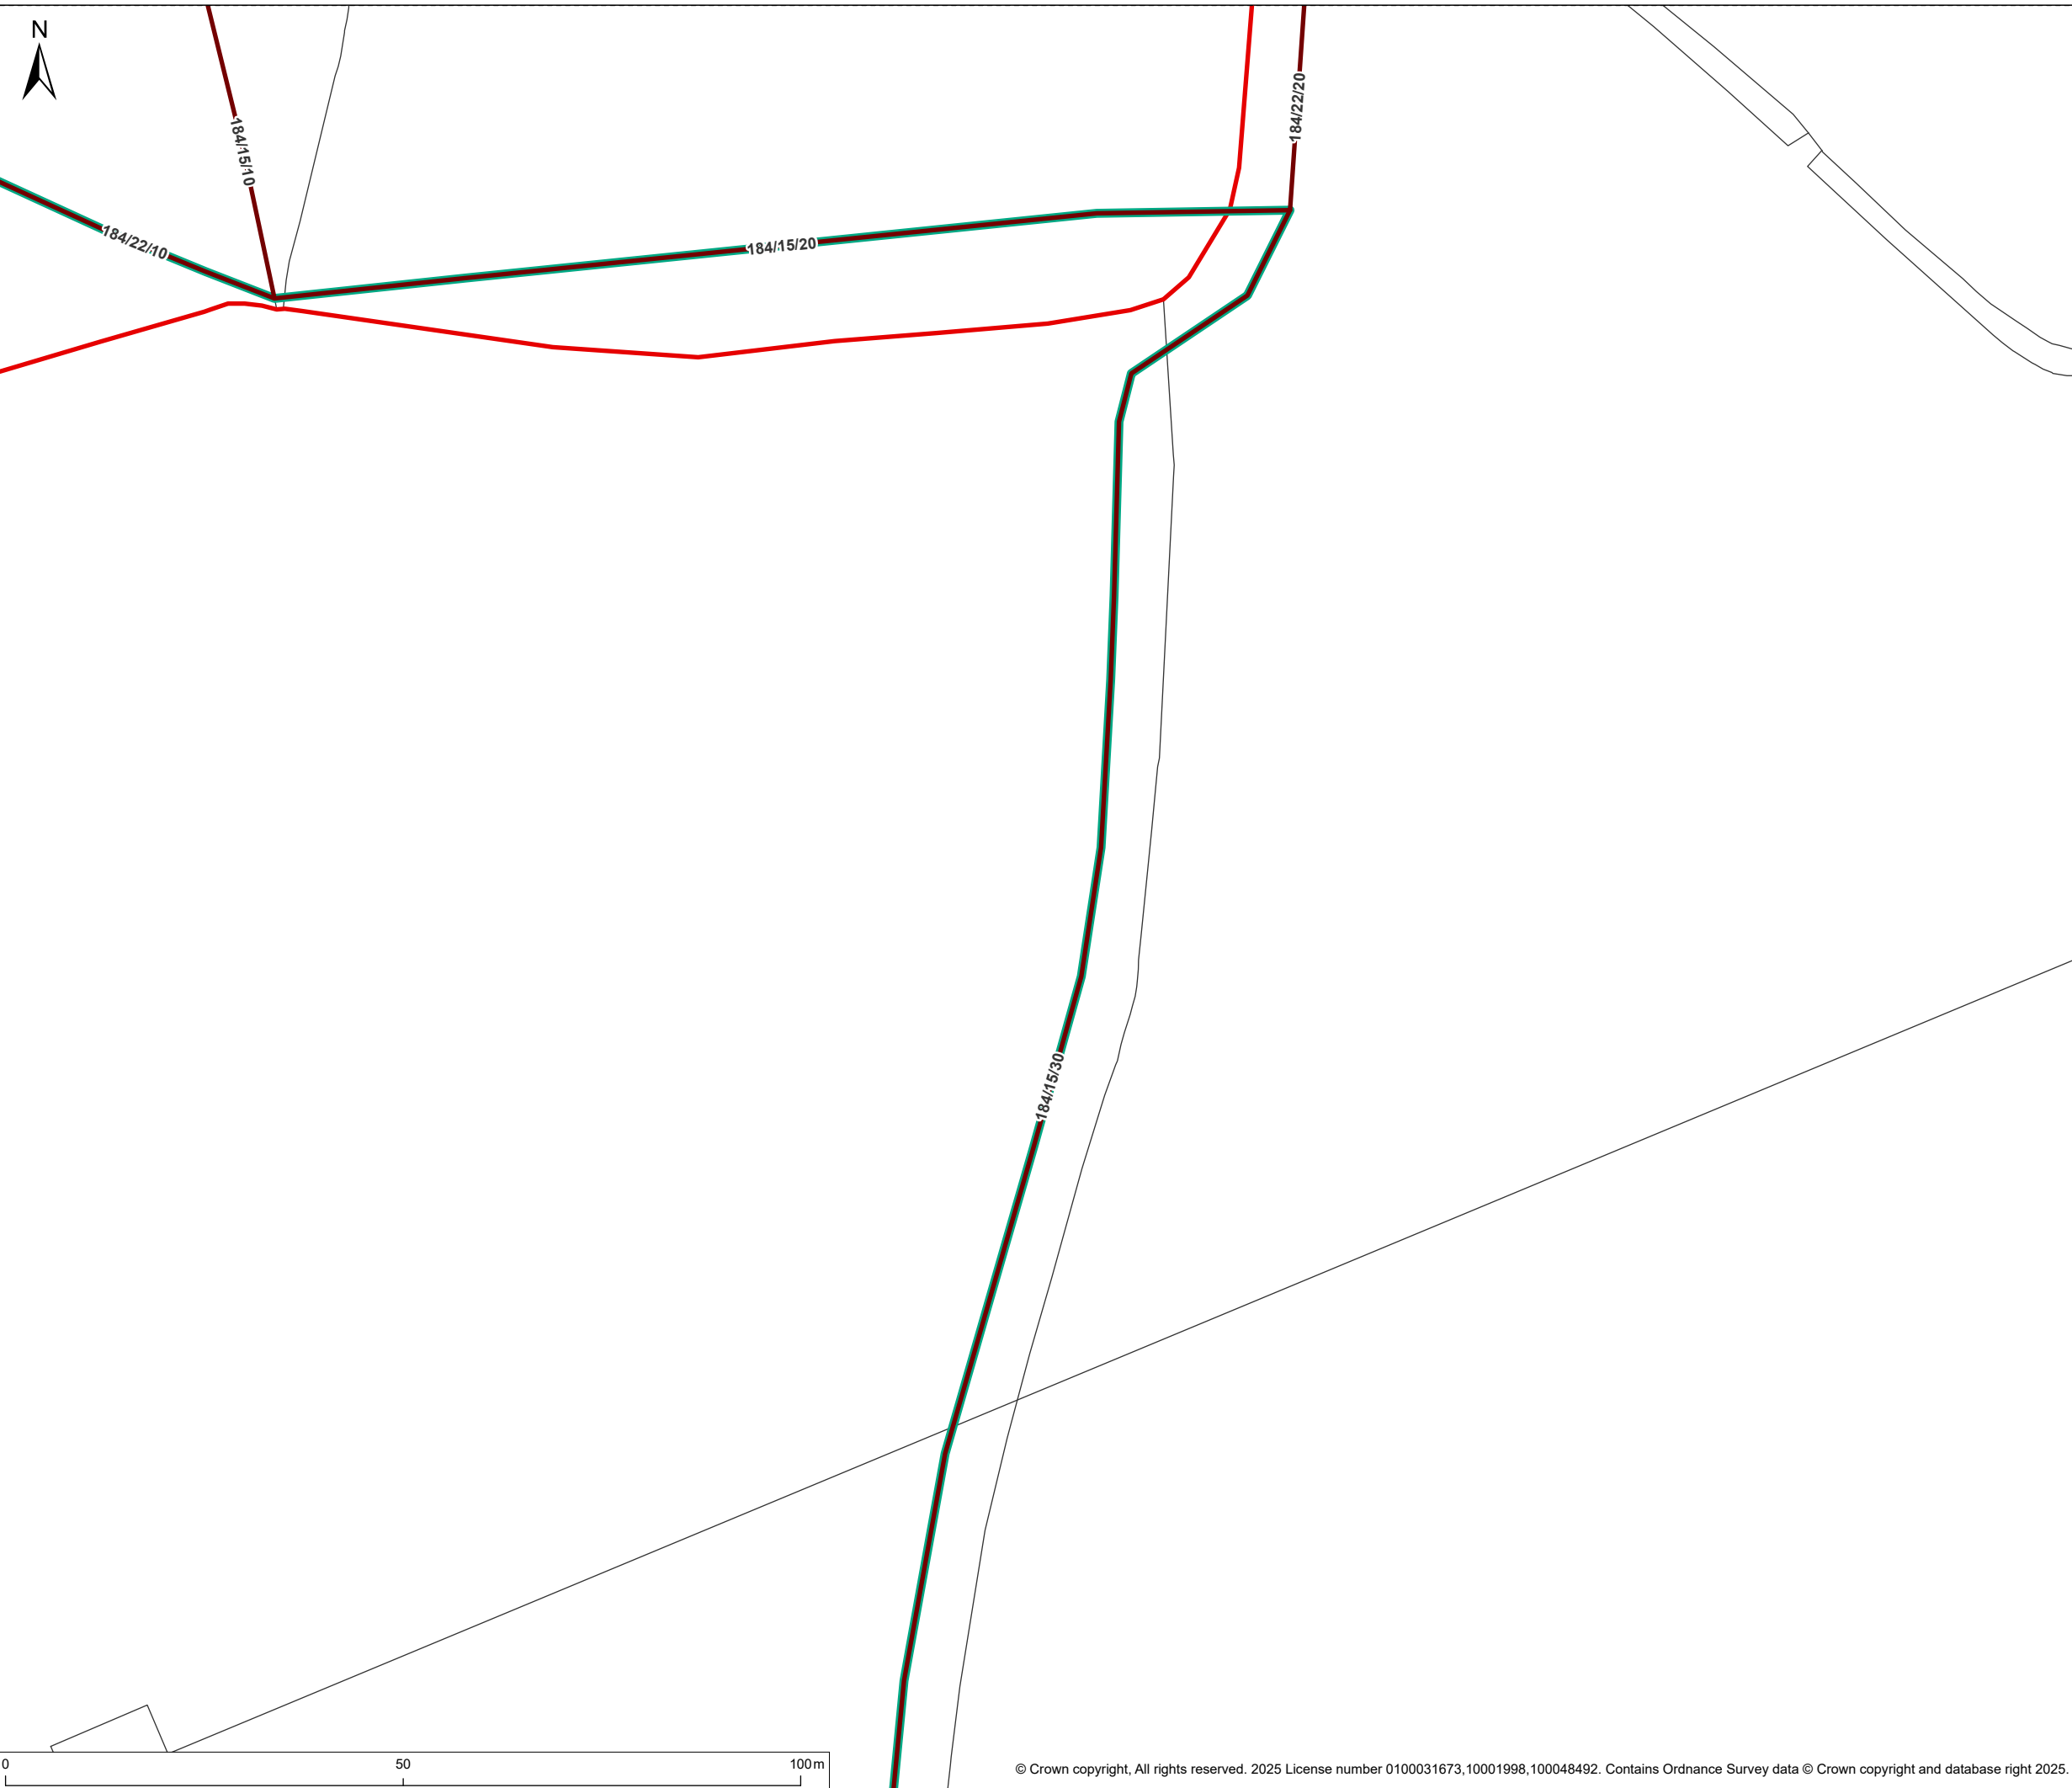 N
184/22/20
184/15/10
184/22/10
184/15/20
184/15/30
0 50 100 m
© Crown copyright, All rights reserved. 2025 License number 0100031673,10001998,100048492. Contains Ordnance Survey data © Crown copyright and database right 2025.